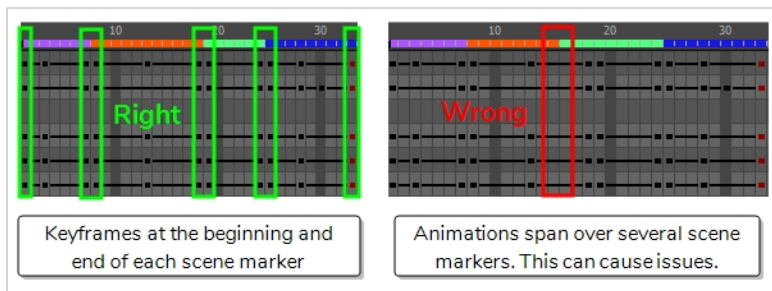 10 20 30
10 20 30
Right
Wrong
Keyframes at the beginning and
end of each scene marker
Animations span over several scene
markers. This can cause issues.